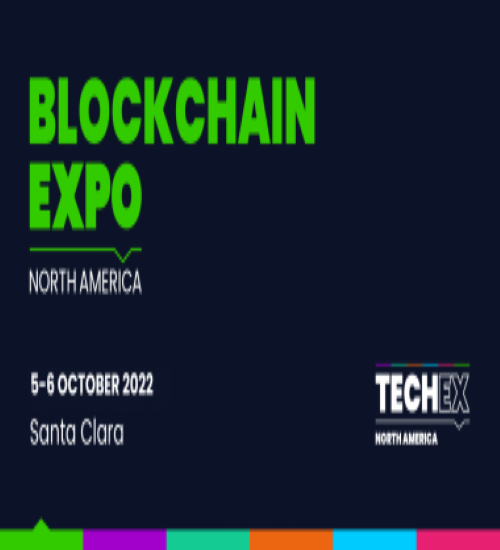 BLOCKCHAIN
EXPO
NORTH AMERICA
5-6 OCTOBER 2022
Santa Clara
TECHEX
NORTH AMERICA